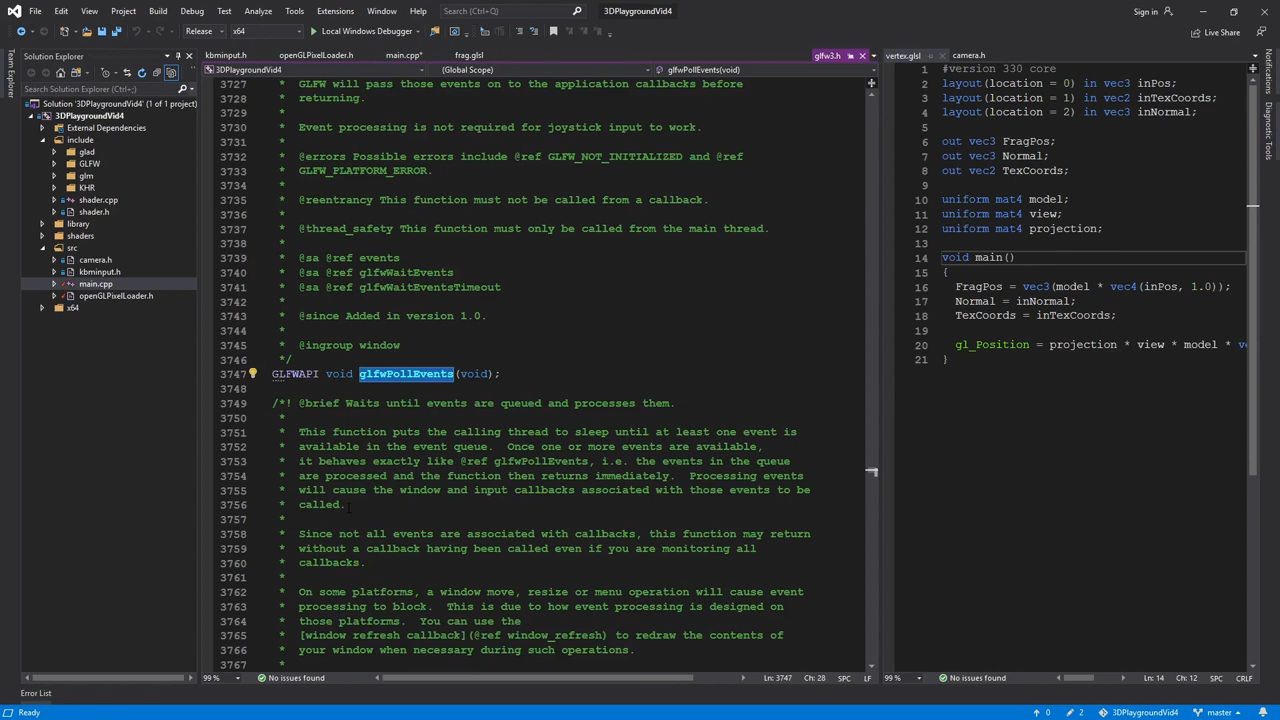 File Edit View Project Build Debug Test Analyze Tools Extensions Window Help Search (Ctrl+Q) 3DPlaygroundVid4 Sign in
Release x64 Local Windows Debugger Live Share
Team Explorer
Solution Explorer
Search Solution Explorer (Ctrl+;)
Solution '3DPlaygroundVid4' (1 of 1 project)
3DPlaygroundVid4
External Dependencies
include
glad
GLFW
glm
KHR
shader.cpp
shader.h
library
shaders
src
camera.h
kbminput.h
main.cpp
openGLPixelLoader.h
x64
kbminput.h openGLPixelLoader.h main.cpp* frag.glsl glfw3.h
3DPlaygroundVid4 (Global Scope) glfwPollEvents(void)
3727 * GLFW will pass those events on to the application callbacks before
3728 * returning.
3729 *
3730 * Event processing is not required for joystick input to work.
3731 *
3732 * @errors Possible errors include @ref GLFW_NOT_INITIALIZED and @ref
3733 * GLFW_PLATFORM_ERROR.
3734 *
3735 * @reentrancy This function must not be called from a callback.
3736 *
3737 * @thread_safety This function must only be called from the main thread.
3738 *
3739 * @sa @ref events
3740 * @sa @ref glfwWaitEvents
3741 * @sa @ref glfwWaitEventsTimeout
3742 *
3743 * @since Added in version 1.0.
3744 *
3745 * @ingroup window
3746 */
3747 GLFWAPI void glfwPollEvents(void);
3748
3749 /*! @brief Waits until events are queued and processes them.
3750 *
3751 * This function puts the calling thread to sleep until at least one event is
3752 * available in the event queue. Once one or more events are available,
3753 * it behaves exactly like @ref glfwPollEvents, i.e. the events in the queue
3754 * are processed and the function then returns immediately. Processing events
3755 * will cause the window and input callbacks associated with those events to be
3756 * called.
3757 *
3758 * Since not all events are associated with callbacks, this function may return
3759 * without a callback having been called even if you are monitoring all
3760 * callbacks.
3761 *
3762 * On some platforms, a window move, resize or menu operation will cause event
3763 * processing to block. This is due to how event processing is designed on
3764 * those platforms. You can use the
3765 * [window refresh callback](@ref window_refresh) to redraw the contents of
3766 * your window when necessary during such operations.
3767 *
99 % No issues found Ln: 3747 Ch: 28 SPC LF
vertex.glsl camera.h
1 #version 330 core
2 layout(location = 0) in vec3 inPos;
3 layout(location = 1) in vec2 inTexCoords;
4 layout(location = 2) in vec3 inNormal;
5
6 out vec3 FragPos;
7 out vec3 Normal;
8 out vec2 TexCoords;
9
10 uniform mat4 model;
11 uniform mat4 view;
12 uniform mat4 projection;
13
14 void main()
15 {
16 FragPos = vec3(model * vec4(inPos, 1.0));
17 Normal = inNormal;
18 TexCoords = inTexCoords;
19
20 gl_Position = projection * view * model * ve
21 }
99 % No issues found Ln: 14 Ch: 12 SPC CRLF
Notifications
Diagnostic Tools
Error List
Ready 0 2 3DPlaygroundVid4 master